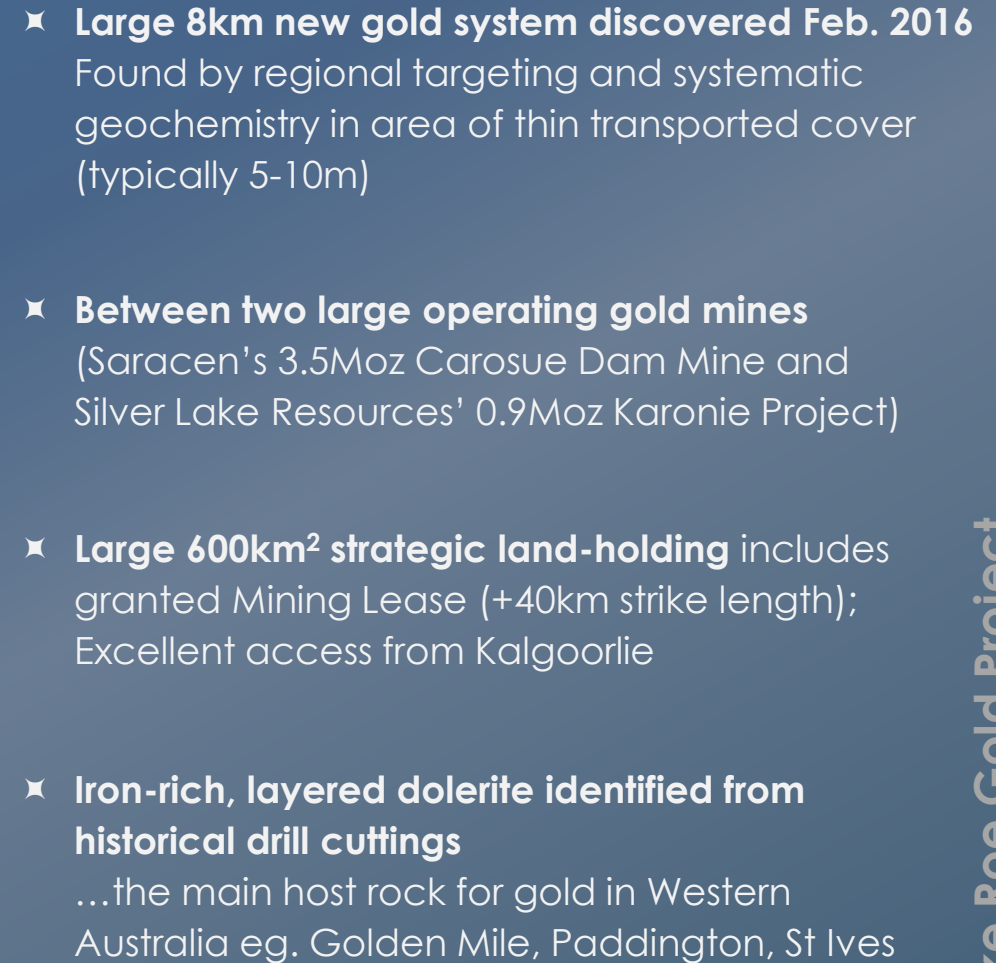 Large 8km new gold system discovered Feb. 2016
Found by regional targeting and systematic
geochemistry in area of thin transported cover
(typically 5-10m)
Between two large operating gold mines
(Saracen's 3.5Moz Carosue Dam Mine and
Silver Lake Resources' 0.9Moz Karonie Project)
Large 600km² strategic land-holding includes
granted Mining Lease (+40km strike length);
Excellent access from Kalgoorlie
Iron-rich, layered dolerite identified from
historical drill cuttings
…the main host rock for gold in Western
Australia eg. Golden Mile, Paddington, St Ives
Roe Gold Project